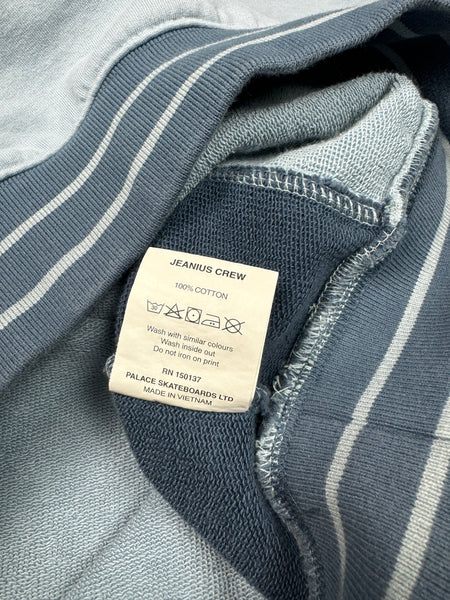 JEANIUS CREW
100% COTTON
Wash with similar colours
Wash inside out
Do not iron on print
RN 150137
PALACE SKATEBOARDS LTD
MADE IN VIETNAM